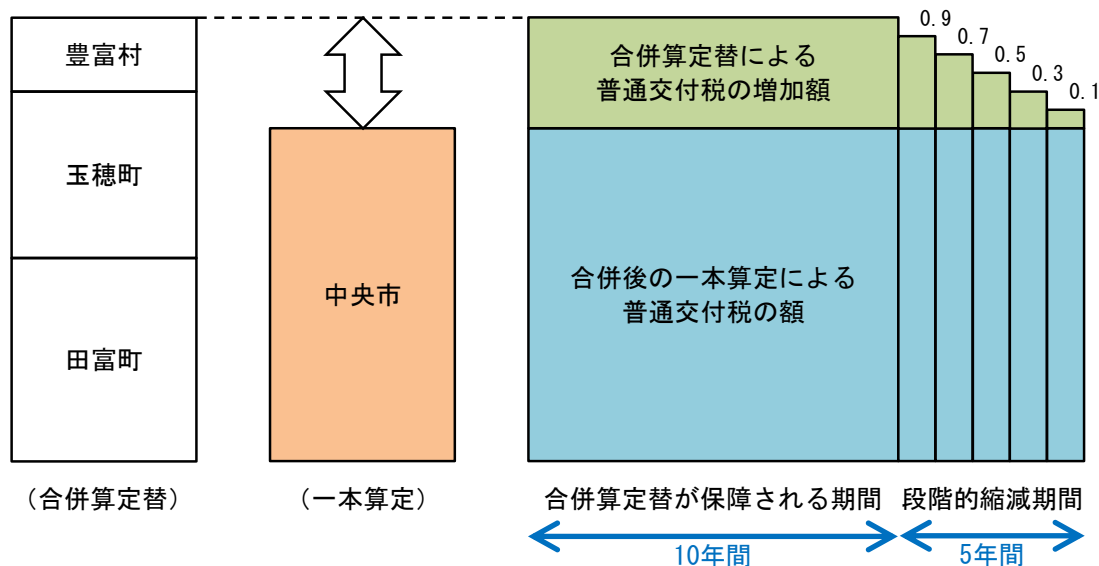 豊富村
玉穂町
田富町
（合併算定替）
中央市
（一本算定）
合併算定替による
普通交付税の増加額
0.9
0.7
0.5
0.3
0.1
合併後の一本算定による
普通交付税の額
合併算定替が保障される期間
段階的縮減期間
10年間
5年間